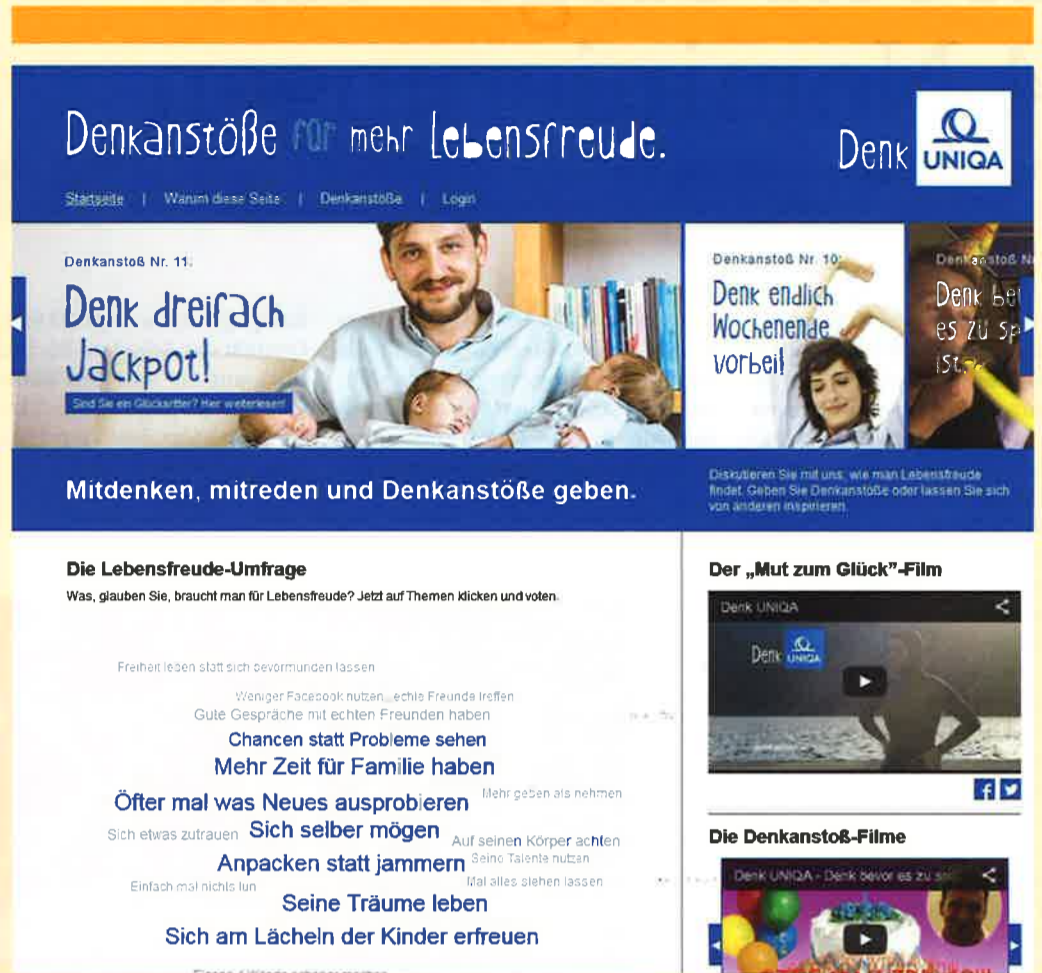 Denkanstöße für mehr Lebensfreude.
Denk UNIQA
Startseite | Warum diese Seite | Denkanstöße | Login
Denkanstoß Nr. 11:
Denk dreifach
Jackpot!
Sind Sie ein Glücksritter? Hier weiterlesen!
Denkanstoß Nr. 10:
Denk endlich
Wochenende
vorbei!
Denkanstoß
Denk
es zu
ist.
Mitdenken, mitreden und Denkanstöße geben.
Diskutieren Sie mit uns, wie man Lebensfreude
findet. Geben Sie Denkanstöße oder lassen Sie sich
von anderen inspirieren.
Die Lebensfreude-Umfrage
Was, glauben Sie, braucht man für Lebensfreude? Jetzt auf Themen klicken und voten.
Freiheit leben statt sich bevormunden lassen
Weniger Facebook nutzen...echte Freunde treffen
Gute Gespräche mit echten Freunden haben
Chancen statt Probleme sehen
Mehr Zeit für Familie haben
Öfter mal was Neues ausprobieren Mehr geben als nehmen
Sich etwas zutrauen Sich selber mögen Auf seinen Körper achten
Anpacken statt jammern Seine Talente nutzen
Einfach mal nichts tun Mal alles stehen lassen
Seine Träume leben
Sich am Lächeln der Kinder erfreuen
Der „Mut zum Glück”-Film
Denk UNIQA
Denk UNIQA
Die Denkanstoß-Filme
Denk UNIQA - Denk bevor es zu